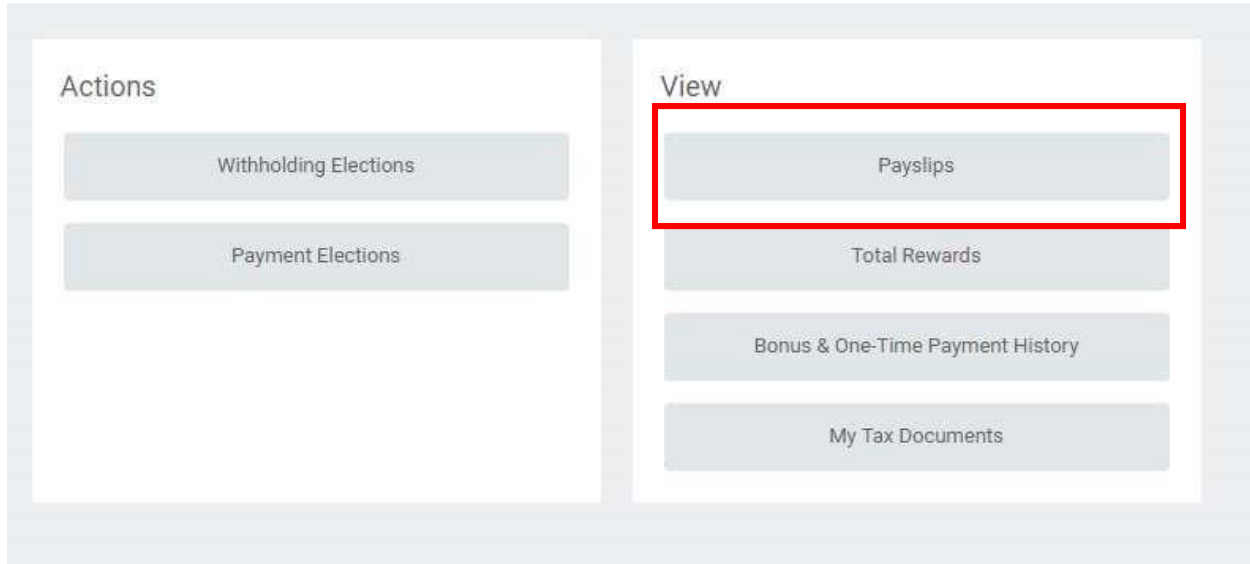 Actions
Withholding Elections
Payment Elections
View
Payslips
Total Rewards
Bonus & One-Time Payment History
My Tax Documents